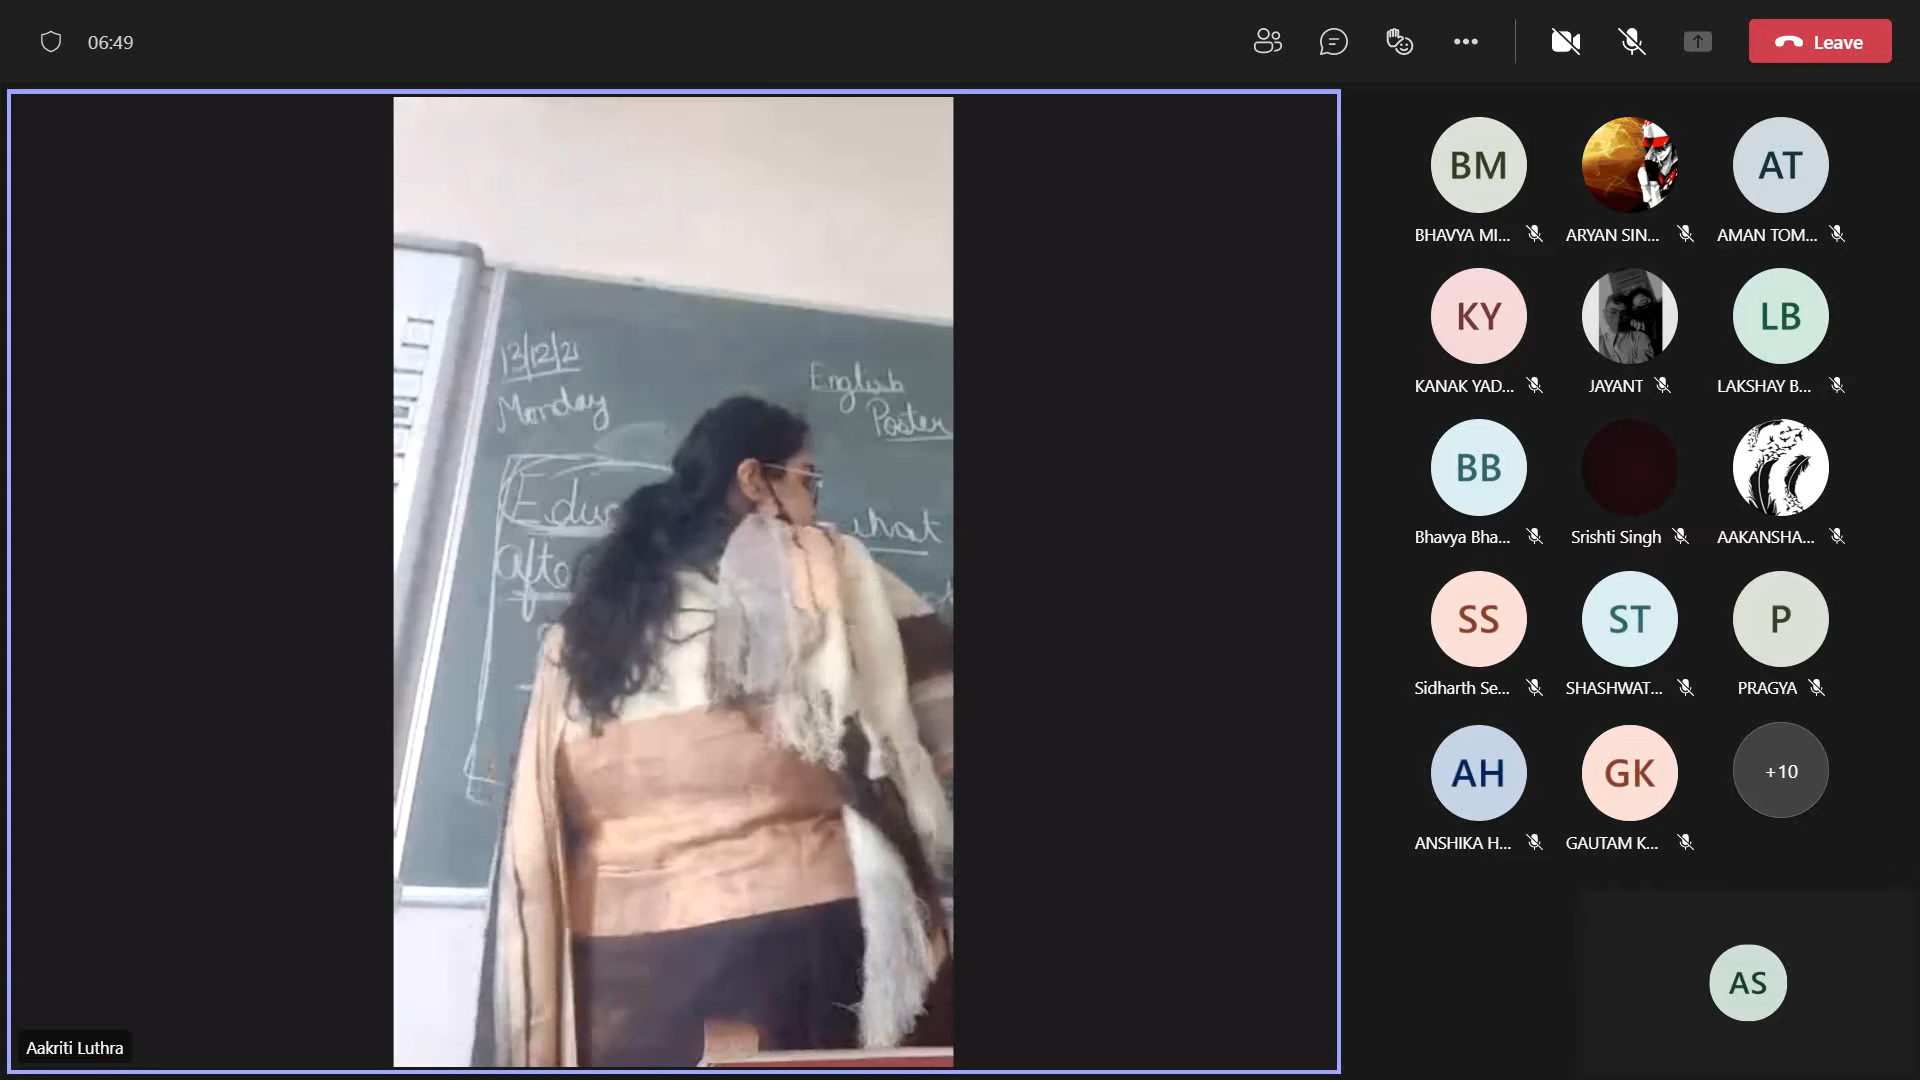 06:49
Leave
13/12/21
Monday
English
Poster
what
Aakriti Luthra
BM
AT
BHAVYA MI...
ARYAN SIN...
AMAN TOM...
KY
LB
KANAK YAD...
JAYANT
LAKSHAY B...
BB
Bhavya Bha...
Srishti Singh
AAKANSHA...
SS
ST
P
Sidharth Se...
SHASHWAT...
PRAGYA
AH
GK
+10
ANSHIKA H...
GAUTAM K...
AS